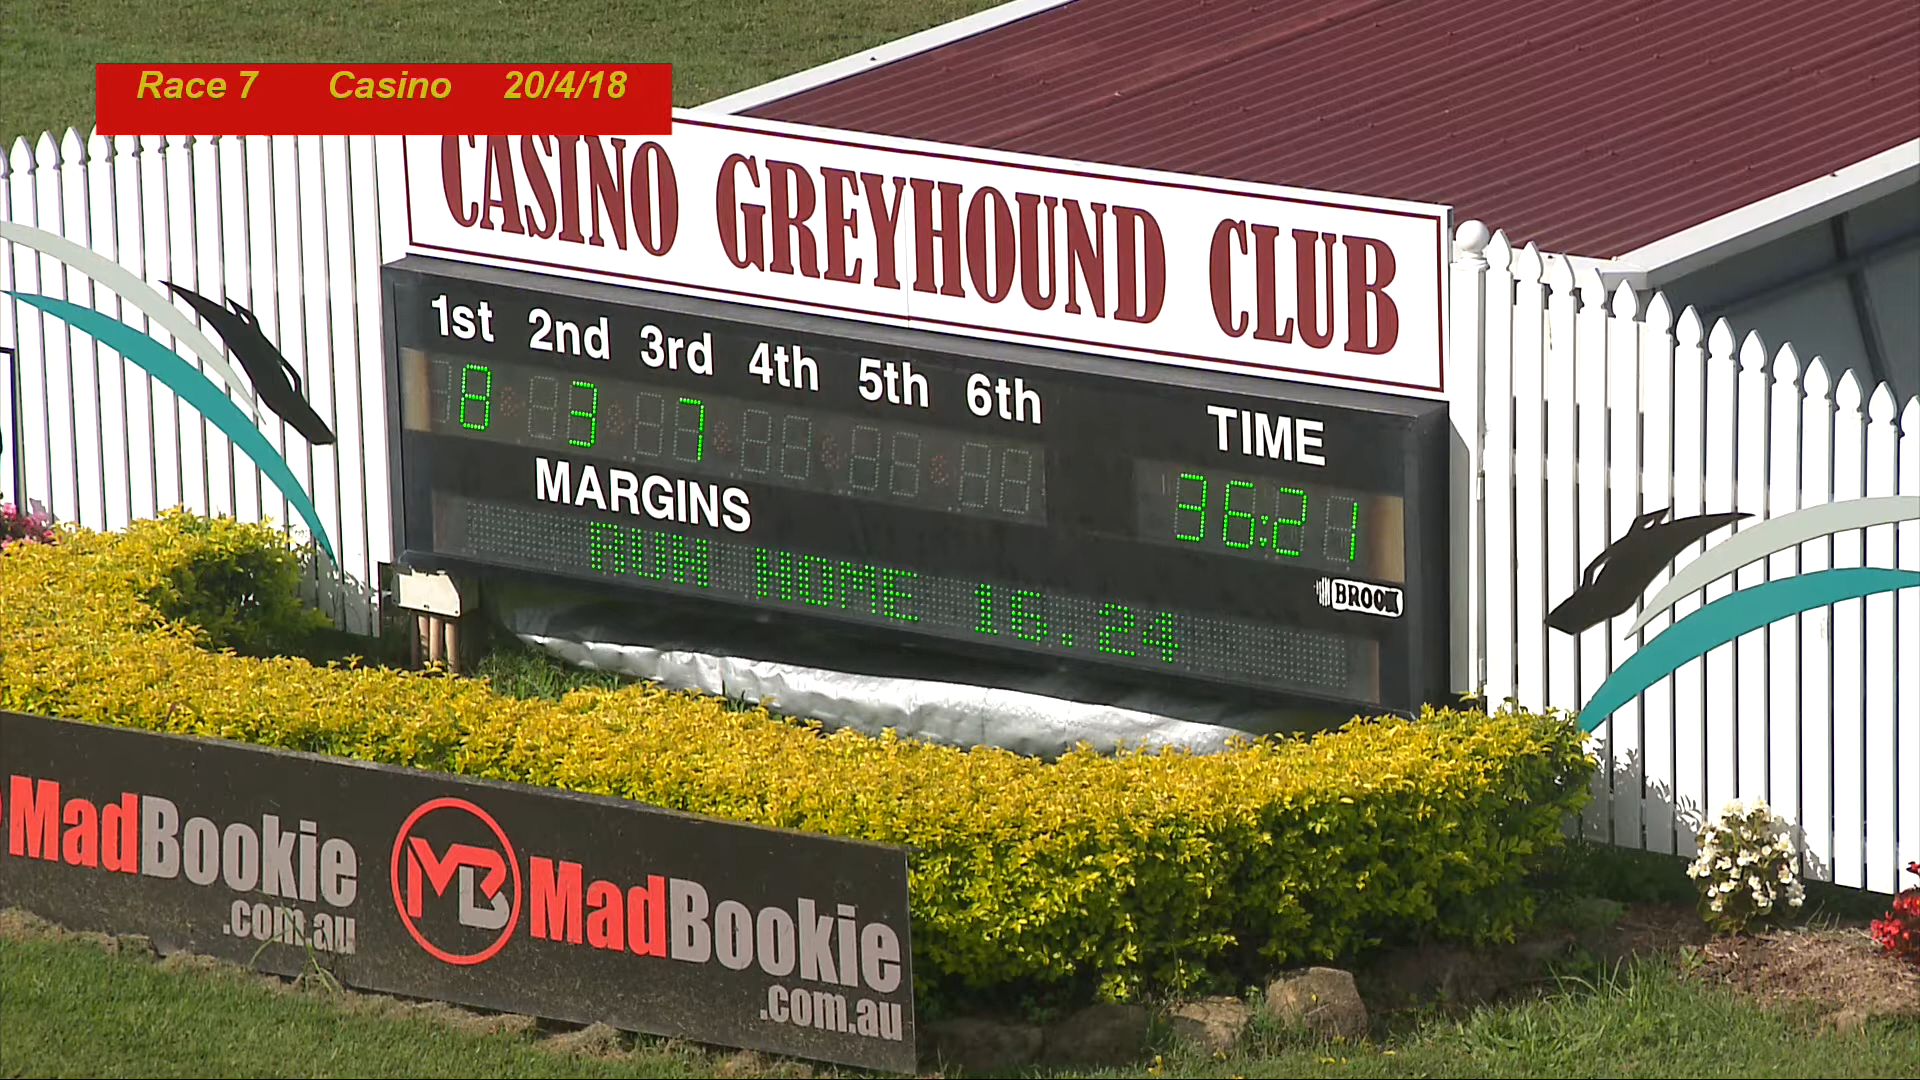 Race 7 Casino 20/4/18
CASINO GREYHOUND CLUB
1st 2nd 3rd 4th 5th 6th
8 3 7
TIME
36:21
MARGINS
RUN HOME 16.24
BROOK
MadBookie
.com.au
MB
MadBookie
.com.au